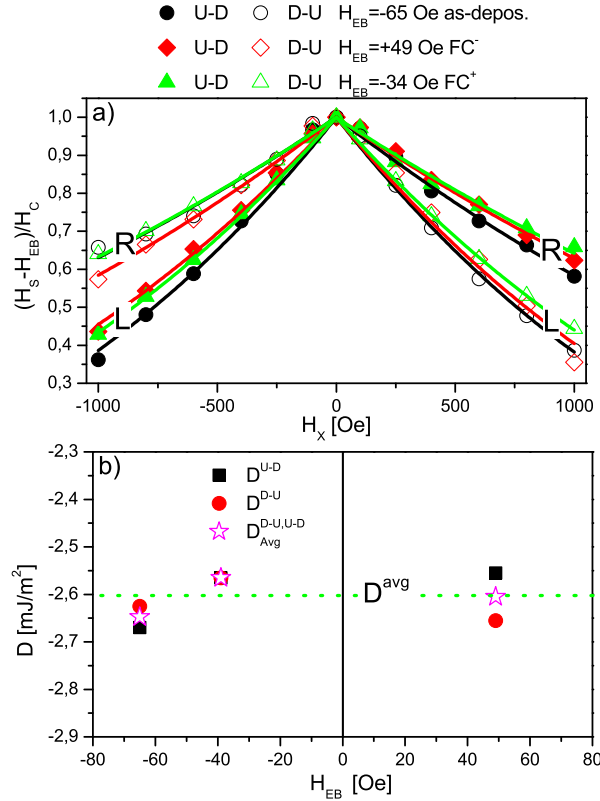 U-D D-U H_EB=-65 Oe as-depos.
U-D D-U H_EB=+49 Oe FC⁻
U-D D-U H_EB=-34 Oe FC⁺
a)
1,0
0,9
0,8
0,7
0,6
0,5
0,4
0,3
(H_S-H_EB)/H_C
R
R
L
L
-1000 -500 0 500 1000
H_X [Oe]
b)
D^U-D
D^D-U
D_Avg^D-U,U-D
D^avg
-2,3
-2,4
-2,5
-2,6
-2,7
-2,8
-2,9
D [mJ/m²]
-80 -60 -40 -20 0 20 40 60 80
H_EB [Oe]